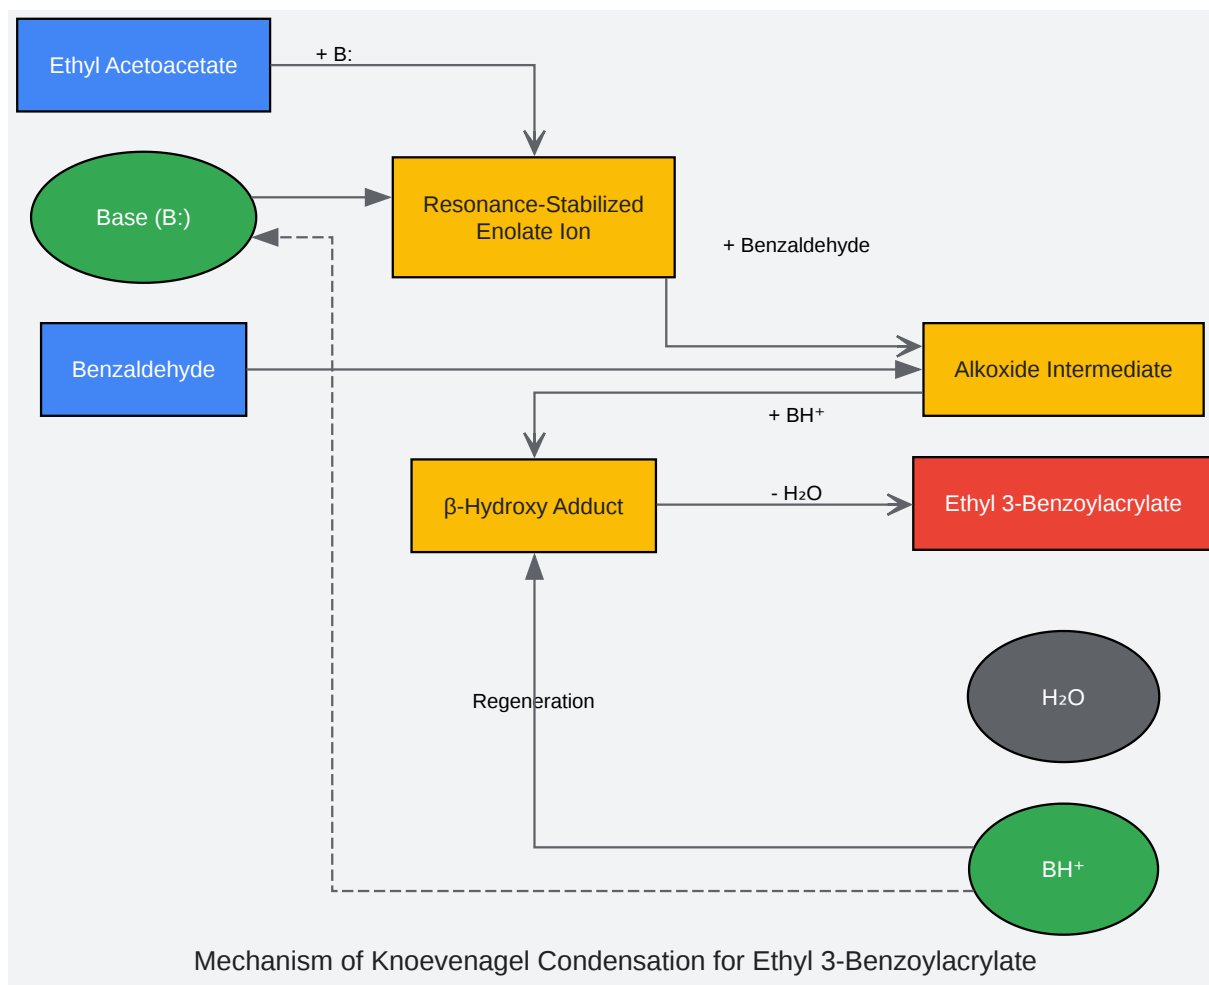 Ethyl Acetoacetate
+ B:
Base (B:)
Resonance-Stabilized
Enolate Ion
+ Benzaldehyde
Benzaldehyde
Alkoxide Intermediate
+ BH⁺
β-Hydroxy Adduct
- H₂O
Ethyl 3-Benzoylacrylate
Regeneration
H₂O
BH⁺
Mechanism of Knoevenagel Condensation for Ethyl 3-Benzoylacrylate